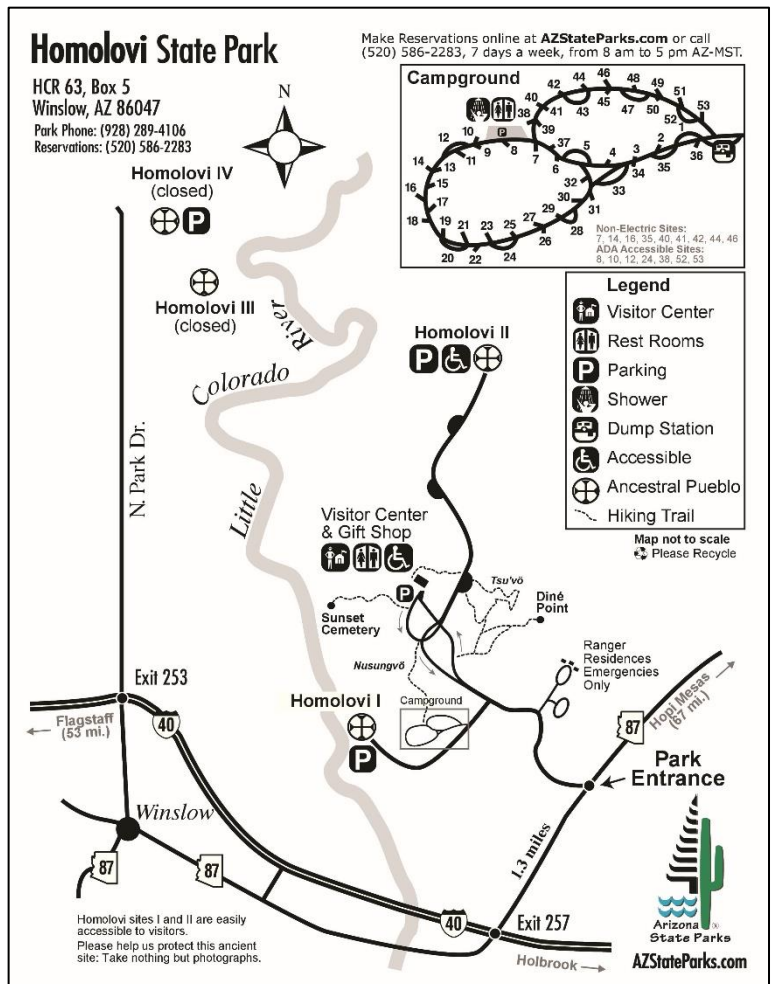 Homolovi State Park
HCR 63, Box 5
Winslow, AZ 86047
Park Phone: (928) 289-4106
Reservations: (520) 586-2283
Make Reservations online at AZStateParks.com or call
(520) 586-2283, 7 days a week, from 8 am to 5 pm AZ-MST.
N
Campground
46
44
48
42
49
51
40
43
45
47
50
53
41
38
52
1
39
10
P
12
37
5
2
9
8
7
4
3
14
11
6
36
13
34
35
32
33
16
15
30
17
29
31
18
19
21
23
25
27
28
26
20
22
24
Non-Electric Sites:
7, 14, 16, 35, 40, 41, 42, 44, 46
ADA Accessible Sites:
8, 10, 12, 24, 38, 52, 53
Homolovi IV
(closed)
P
Homolovi III
(closed)
River
Colorado
Little
N. Park Dr.
Homolovi II
P
Legend
Visitor Center
Rest Rooms
P Parking
Shower
Dump Station
Accessible
Ancestral Pueblo
Hiking Trail
Map not to scale
Please Recycle
Visitor Center
& Gift Shop
P
Tsu'vö
Diné
Point
Sunset
Cemetery
Nusungvö
Ranger
Residences
Emergencies
Only
Campground
Homolovi I
P
Exit 253
Flagstaff
(53 mi.)
40
87
Hopi Mesas
(67 mi.)
Park
Entrance
Winslow
87
87
1.3 miles
40
Exit 257
Holbrook
Homolovi sites I and II are easily
accessible to visitors.
Please help us protect this ancient
site: Take nothing but photographs.
Arizona ®
State Parks
AZStateParks.com